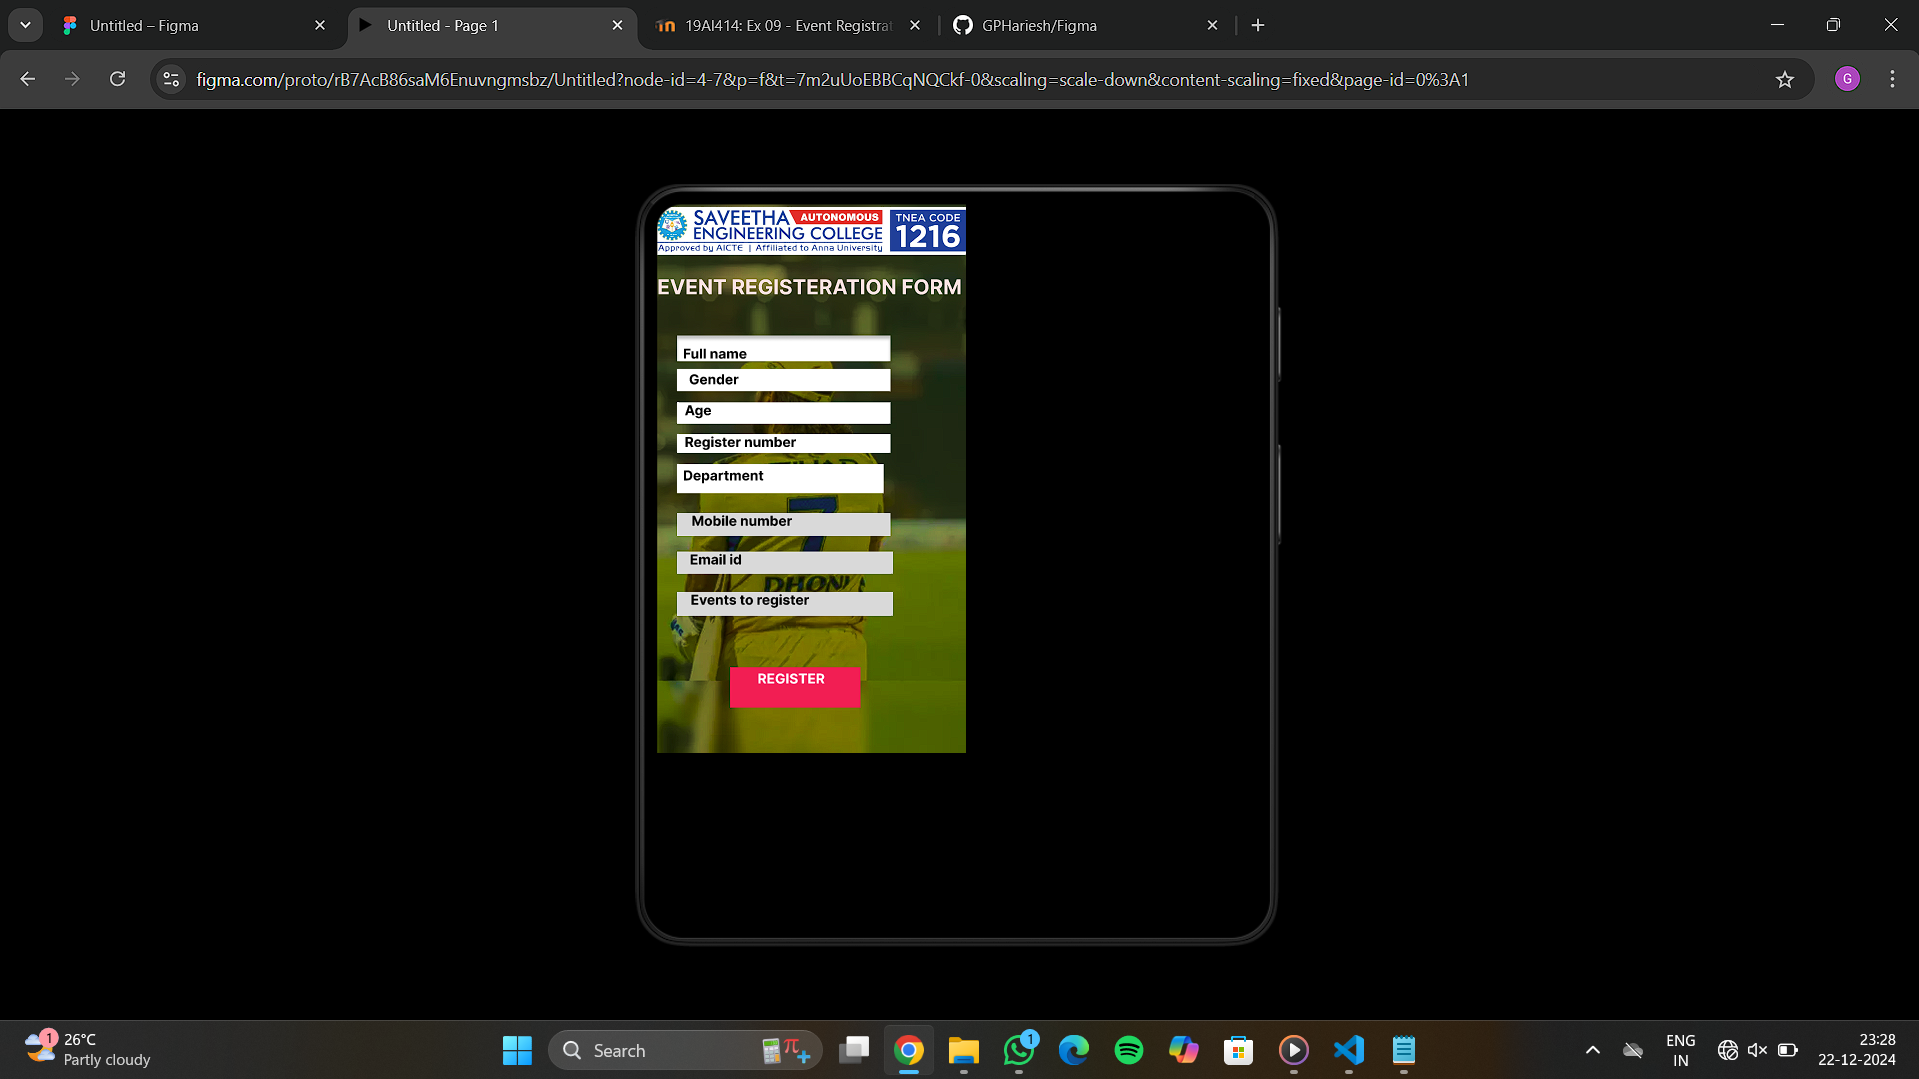 Untitled – Figma
Untitled - Page 1
19AI414: Ex 09 - Event Registrat
GPHariesh/Figma
figma.com/proto/rB7AcB86saM6Enuvngmsbz/Untitled?node-id=4-7&p=f&t=7m2uUoEBBCqNQCkf-0&scaling=scale-down&content-scaling=fixed&page-id=0%3A1
G
SAVEETHA AUTONOMOUS
ENGINEERING COLLEGE
Approved by AICTE | Affiliated to Anna University
TNEA CODE
1216
EVENT REGISTERATION FORM
Full name
Gender
Age
Register number
Department
7
Mobile number
Email id
DHONI
Events to register
REGISTER
1
26°C
Partly cloudy
Search
1
ENG
IN
23:28
22-12-2024